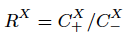 R^X = C_+^X / C_-^X